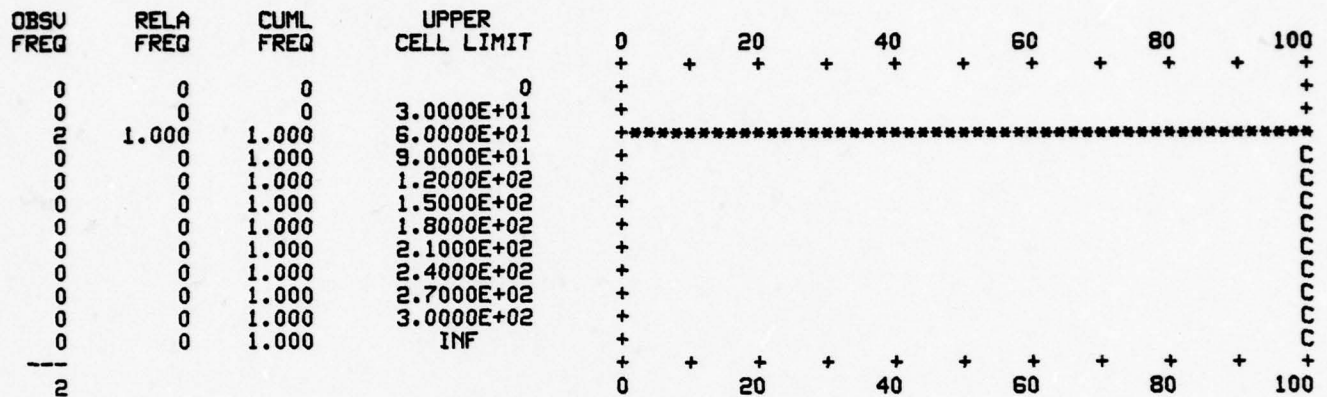 OBSV RELA CUML UPPER
FREQ FREQ FREQ CELL LIMIT 0 20 40 60 80 100
+ + + + + + + + + + +
0 0 0 0 + +
0 0 0 3.0000E+01 + +
2 1.000 1.000 6.0000E+01 +**************************************************
0 0 1.000 9.0000E+01 + C
0 0 1.000 1.2000E+02 + C
0 0 1.000 1.5000E+02 + C
0 0 1.000 1.8000E+02 + C
0 0 1.000 2.1000E+02 + C
0 0 1.000 2.4000E+02 + C
0 0 1.000 2.7000E+02 + C
0 0 1.000 3.0000E+02 + C
0 0 1.000 INF + C
--- + + + + + + + + + + +
2 0 20 40 60 80 100